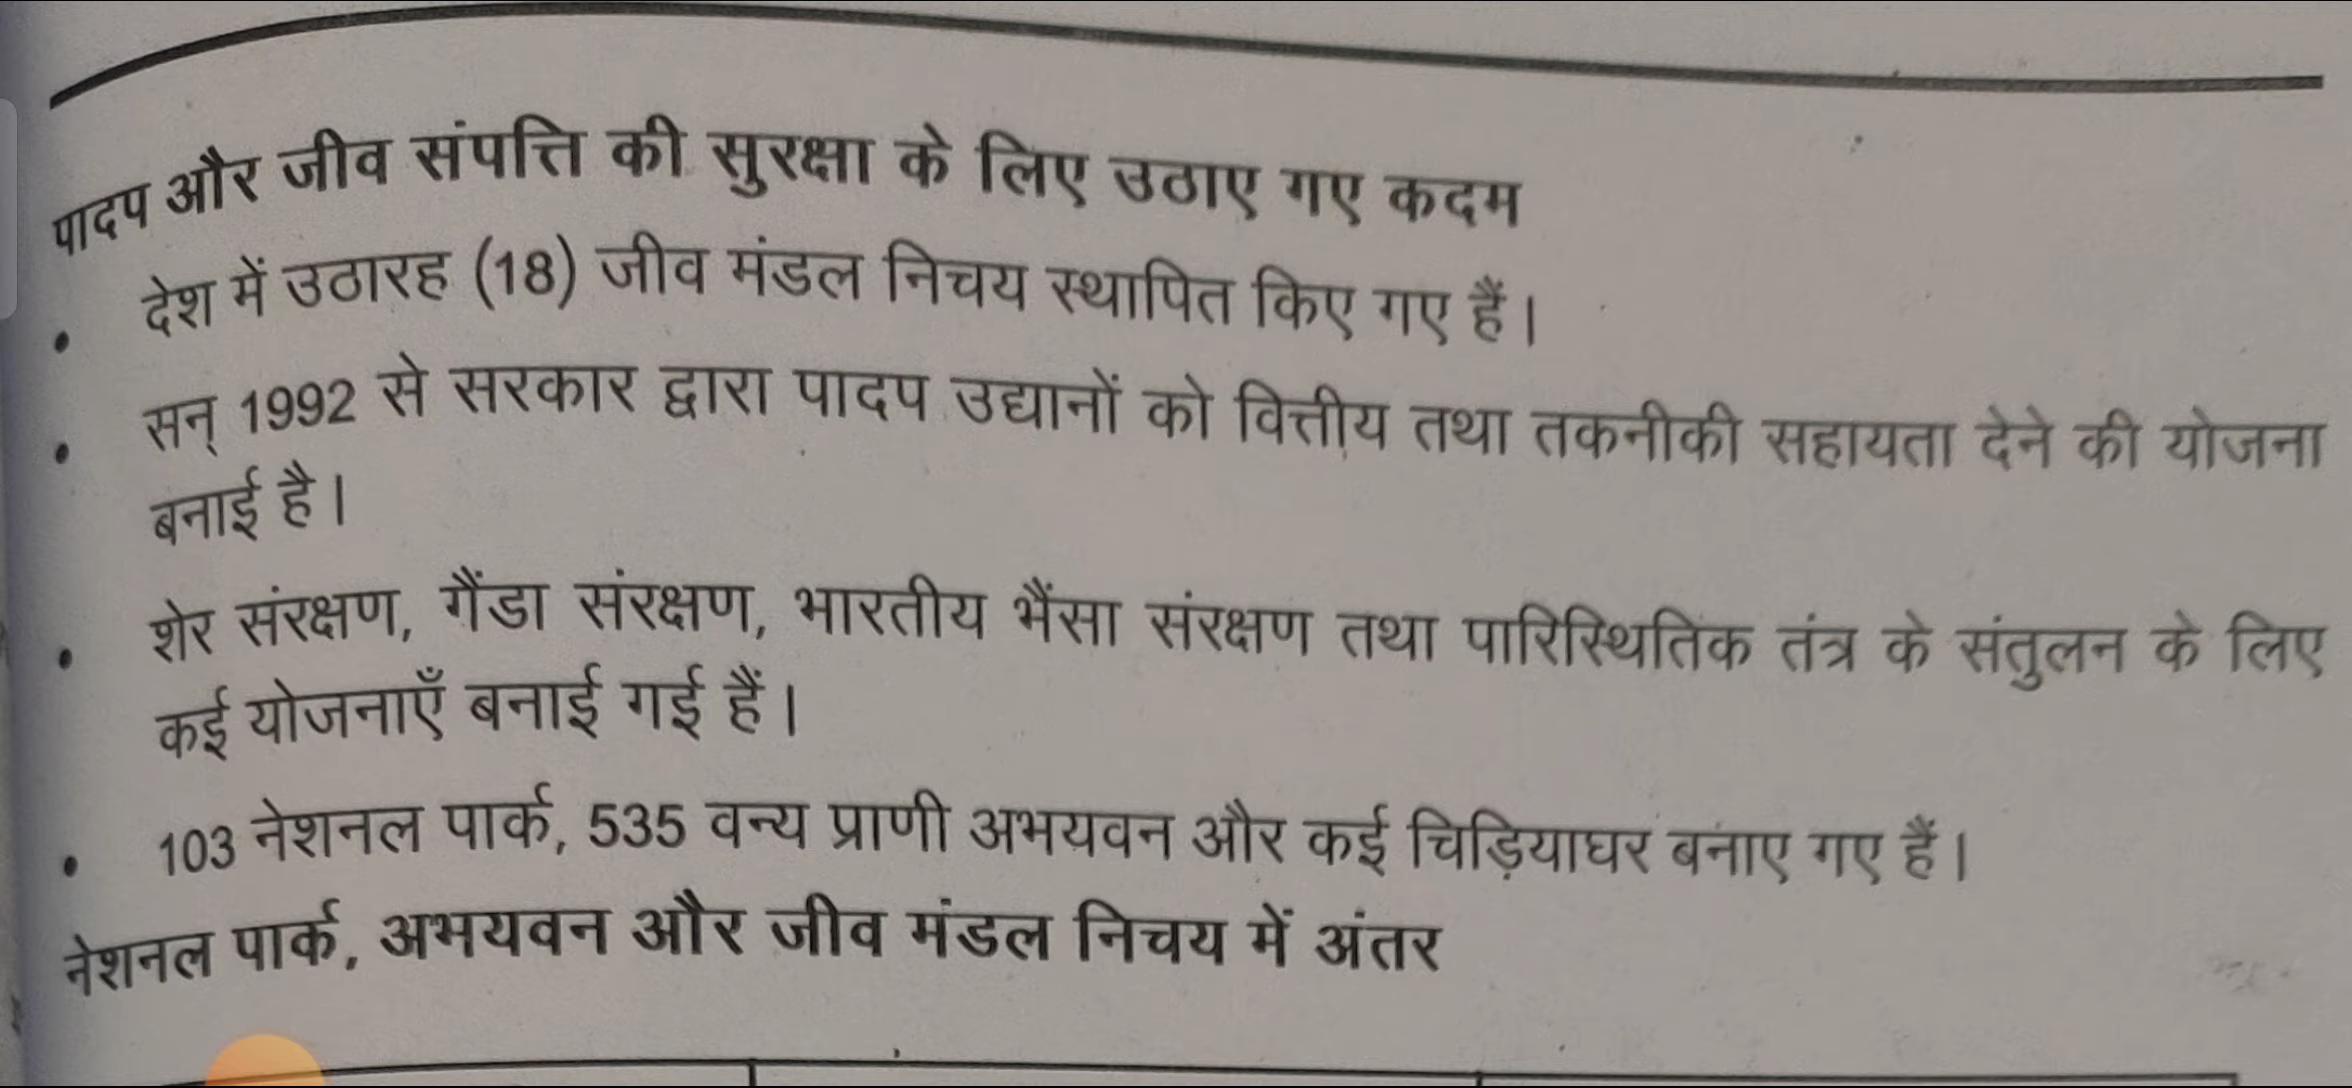 पादप और जीव संपत्ति की सुरक्षा के लिए उठाए गए कदम
• देश में उठारह (18) जीव मंडल निचय स्थापित किए गए हैं।
• सन् 1992 से सरकार द्वारा पादप उद्यानों को वित्तीय तथा तकनीकी सहायता देने की योजना
बनाई है।
• शेर संरक्षण, गैंडा संरक्षण, भारतीय भैंसा संरक्षण तथा पारिस्थितिक तंत्र के संतुलन के लिए
कई योजनाएँ बनाई गई हैं।
• 103 नेशनल पार्क, 535 वन्य प्राणी अभयवन और कई चिड़ियाघर बनाए गए हैं।
नेशनल पार्क, अभयवन और जीव मंडल निचय में अंतर